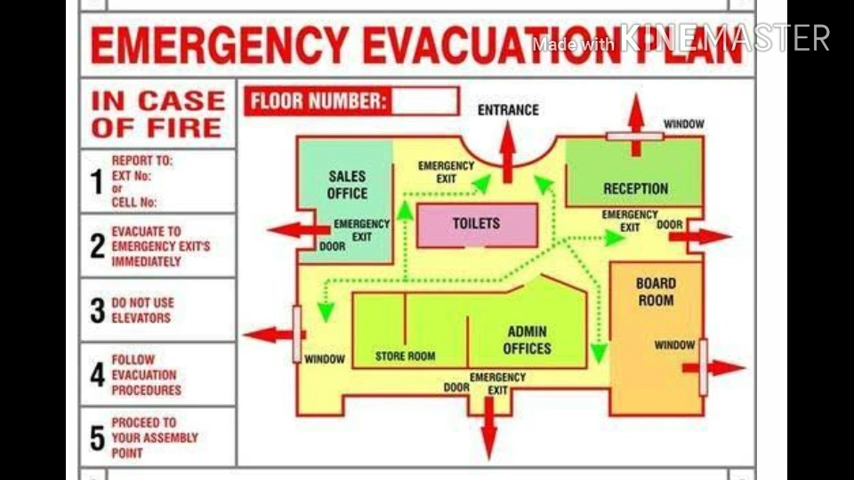 EMERGENCY EVACUATION PLAN
Made with KINEMASTER
IN CASE
OF FIRE
1
REPORT TO:
EXT No:
or
CELL No:
2
EVACUATE TO
EMERGENCY EXIT'S
IMMEDIATELY
3
DO NOT USE
ELEVATORS
4
FOLLOW
EVACUATION
PROCEDURES
5
PROCEED TO
YOUR ASSEMBLY
POINT
FLOOR NUMBER:
ENTRANCE
WINDOW
EMERGENCY
EXIT
SALES
OFFICE
RECEPTION
TOILETS
EMERGENCY
EXIT
DOOR
EMERGENCY
EXIT
DOOR
BOARD
ROOM
ADMIN
OFFICES
STORE ROOM
WINDOW
WINDOW
EMERGENCY
EXIT
DOOR